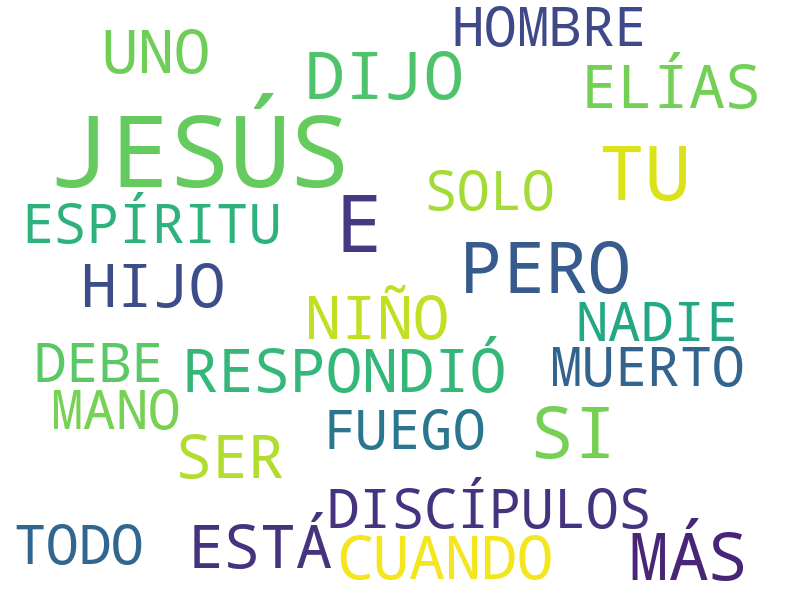 HOMBRE
UNO
DIJO
ELÍAS
JESÚS
TU
SOLO
ESPÍRITU
E
PERO
HIJO
NIÑO
NADIE
DEBE
RESPONDIÓ
MUERTO
MANO
FUEGO
SI
SER
DISCÍPULOS
TODO
ESTÁ
CUANDO
MÁS